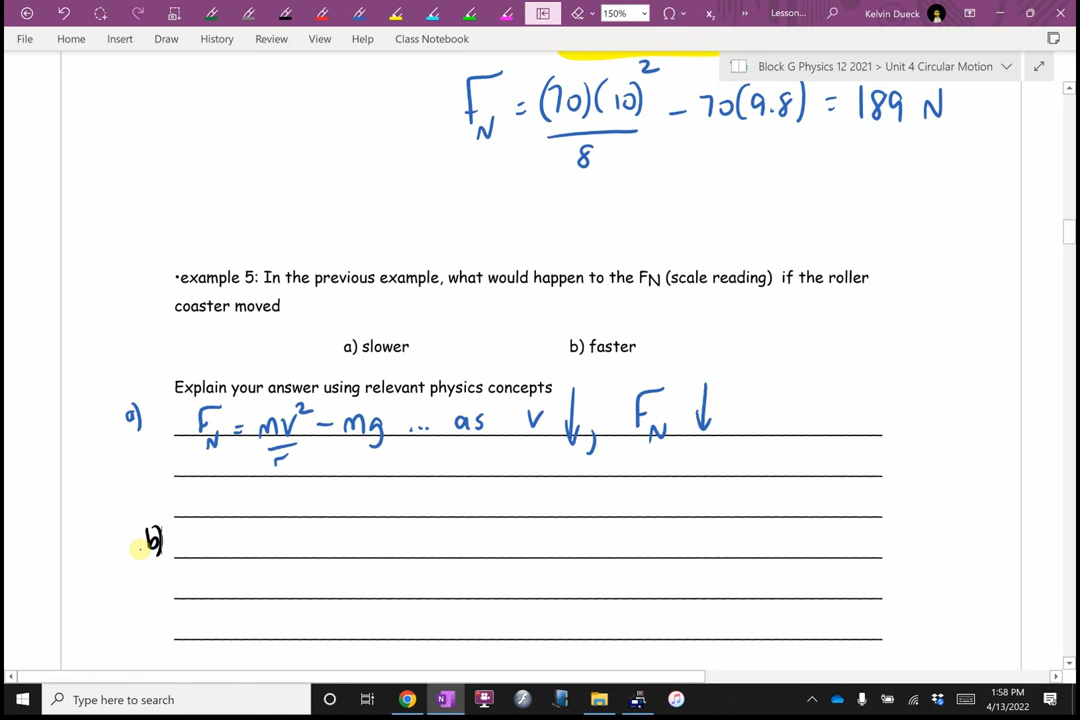 150%
Lesson...
Kelvin Dueck
File Home Insert Draw History Review View Help Class Notebook
Block G Physics 12 2021 > Unit 4 Circular Motion
F_N = (70)(10)^2 / 8 - 70(9.8) = 189 N
•example 5: In the previous example, what would happen to the FN (scale reading) if the roller
coaster moved
a) slower b) faster
Explain your answer using relevant physics concepts
a) F_N = mv^2 / r - mg ... as v ↓, F_N ↓
b)
Type here to search
1:58 PM
4/13/2022